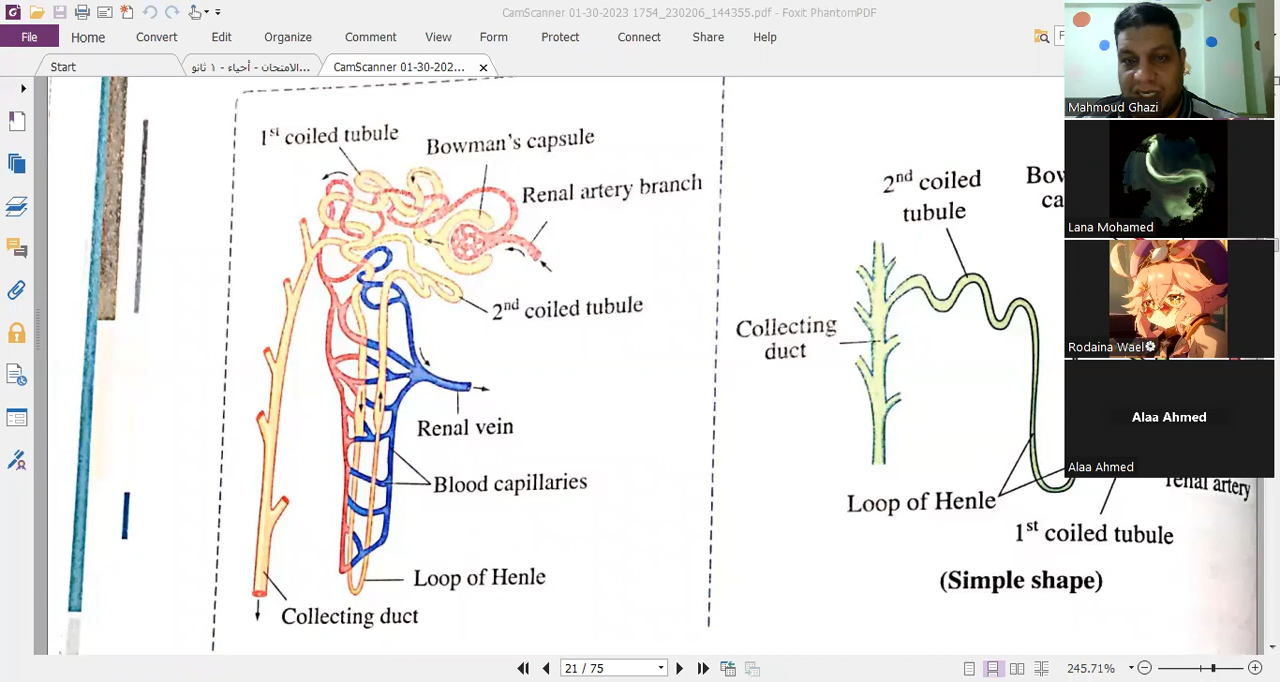 CamScanner 01-30-2023 1754_230206_144355.pdf - Foxit PhantomPDF
File Home Convert Edit Organize Comment View Form Protect Connect Share Help
Start
الامتحان - أحياء - ١ ثانو...
CamScanner 01-30-202...
1st coiled tubule
Bowman's capsule
Renal artery branch
2nd coiled tubule
Renal vein
Blood capillaries
Loop of Henle
Collecting duct
2nd coiled
tubule
Bow
ca
Collecting
duct
Loop of Henle
renal artery
1st coiled tubule
(Simple shape)
Mahmoud Ghazi
Lana Mohamed
Rodaina Wael
Alaa Ahmed
Alaa Ahmed
21 / 75
245.71%